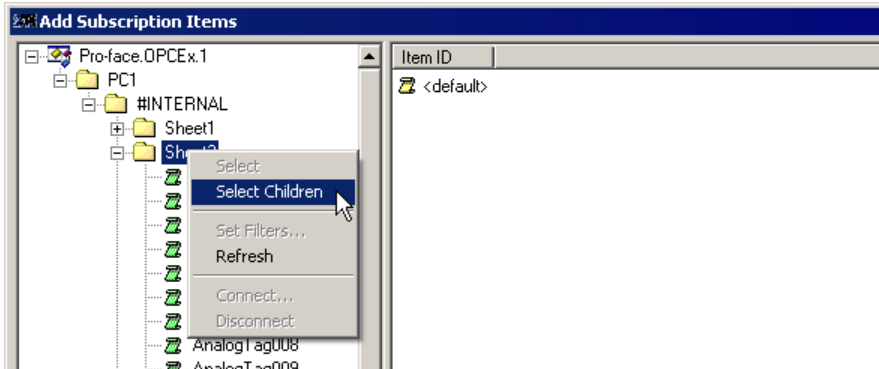 Add Subscription Items
Pro-face.OPCEx.1
PC1
#INTERNAL
Sheet1
Item ID
<default>
Select
Select Children
Set Filters...
Refresh
Connect...
Disconnect
AnalogTag008
AnalogTag009